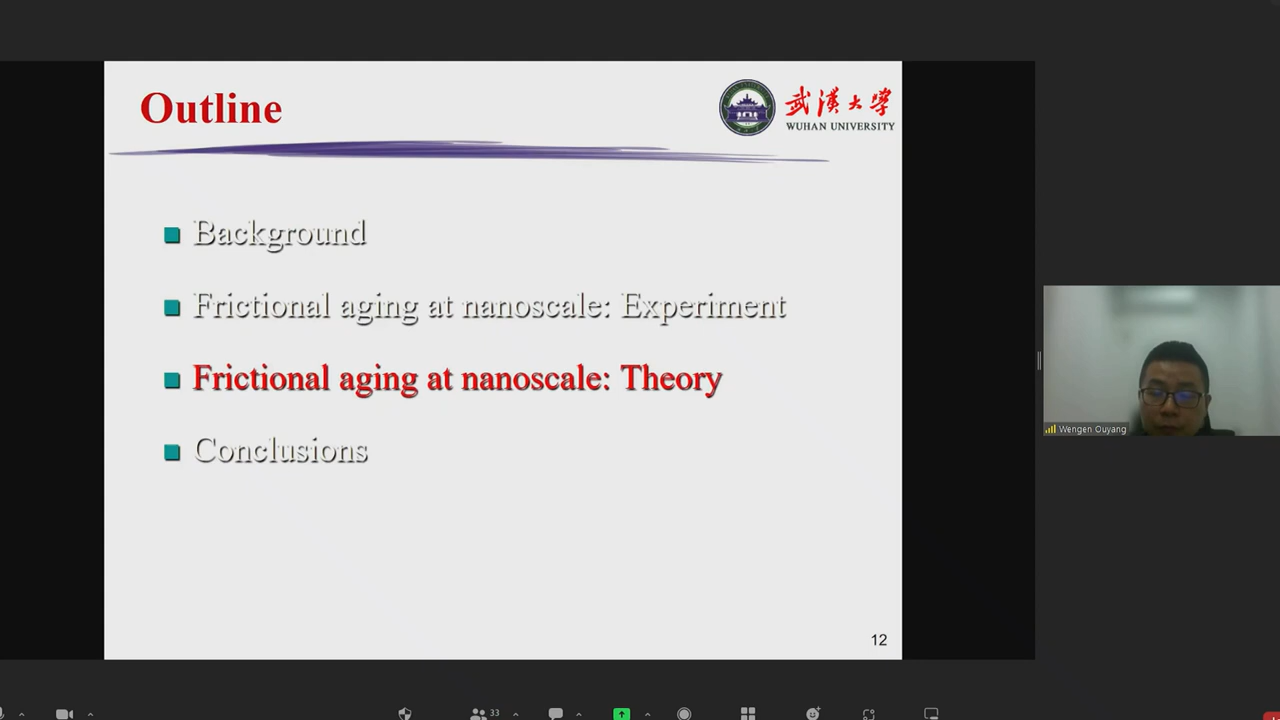 Outline
武漢大學
WUHAN UNIVERSITY
Background
Frictional aging at nanoscale: Experiment
Frictional aging at nanoscale: Theory
Conclusions
12
Wengen Ouyang
33